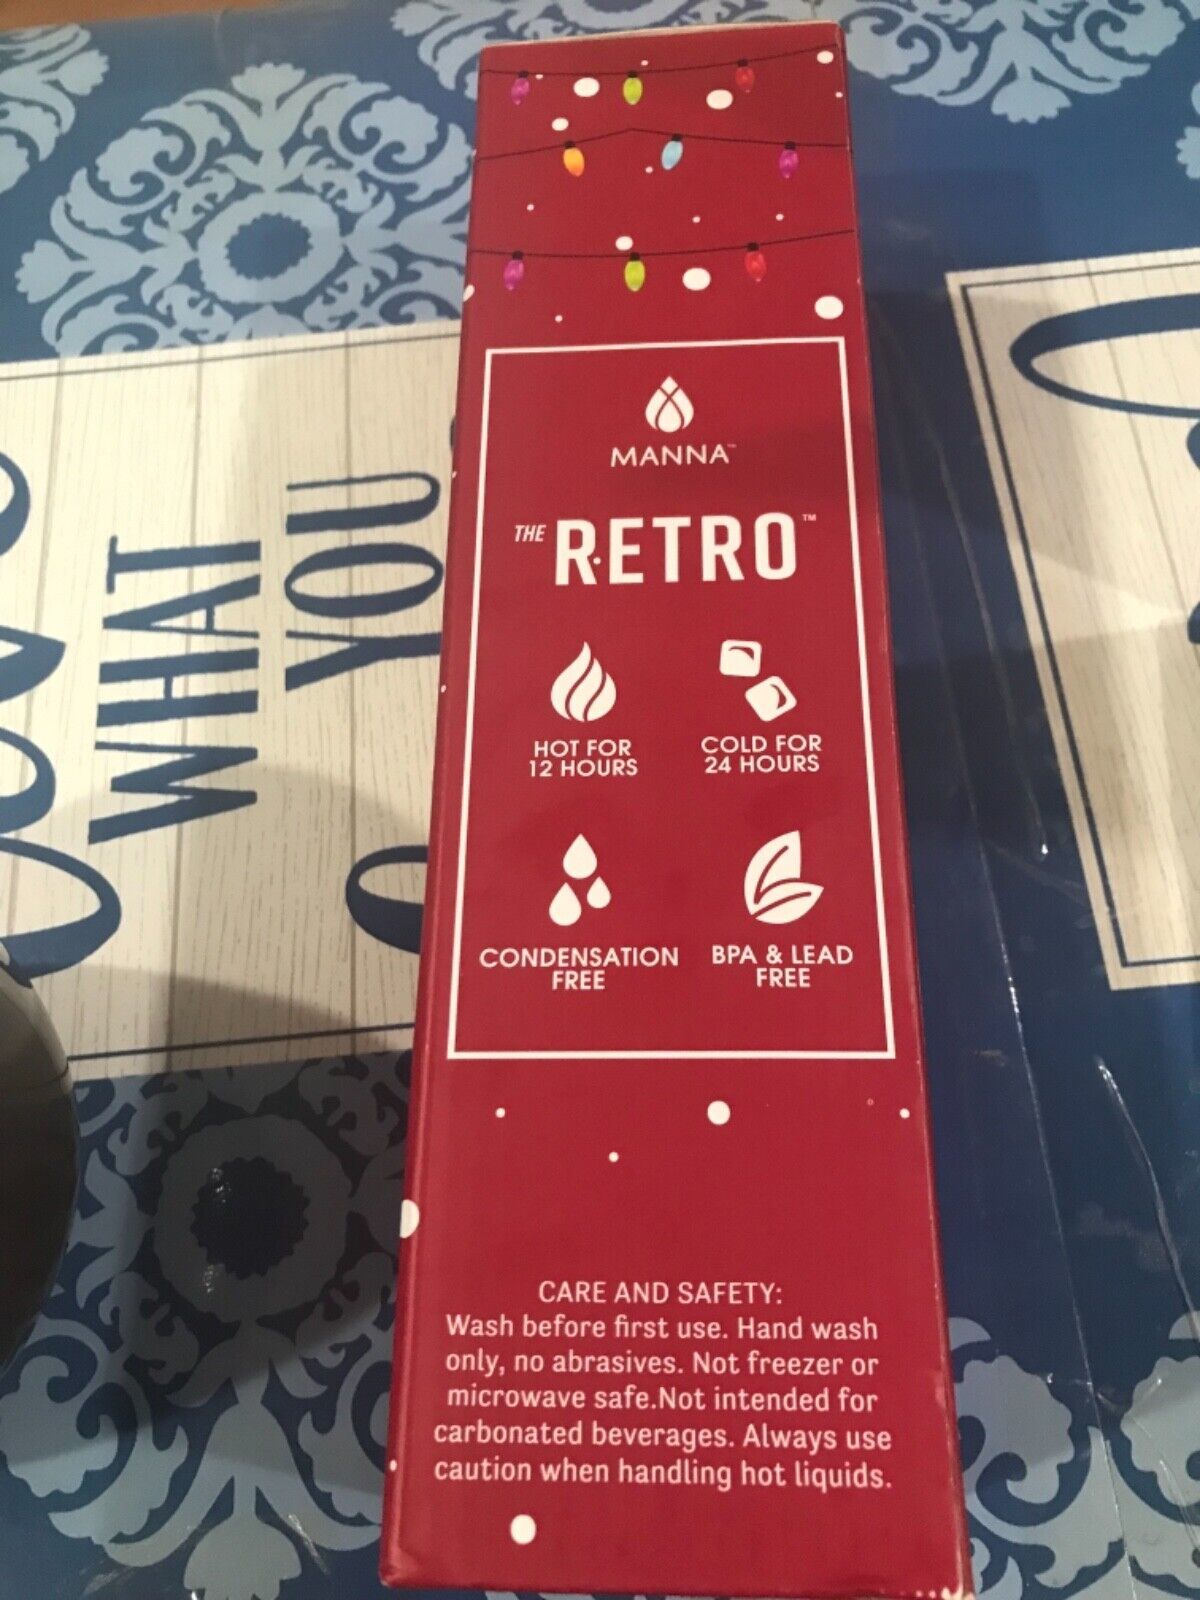 MANNA™
THE RETRO™
HOT FOR
12 HOURS
COLD FOR
24 HOURS
CONDENSATION
FREE
BPA & LEAD
FREE
CARE AND SAFETY:
Wash before first use. Hand wash
only, no abrasives. Not freezer or
microwave safe.Not intended for
carbonated beverages. Always use
caution when handling hot liquids.
WHAT
YOU